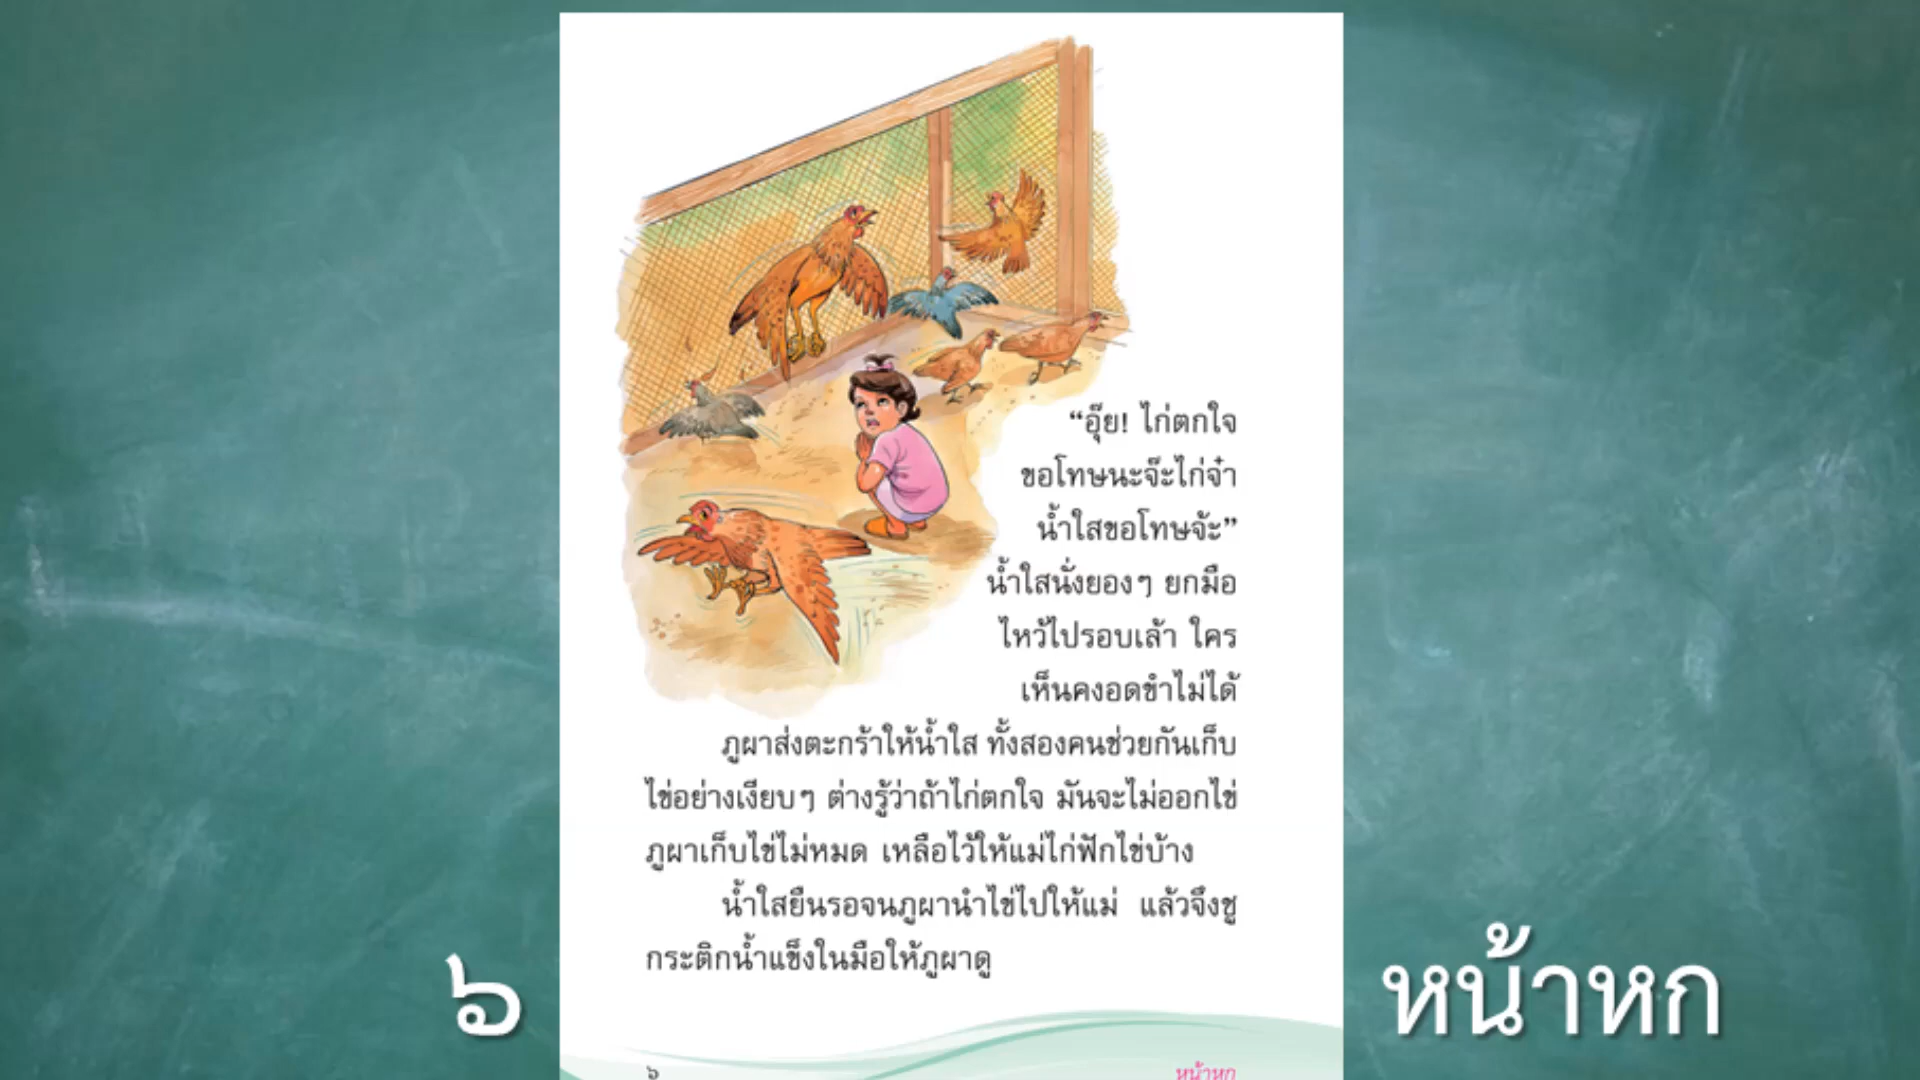 “อุ๊ย! ไก่ตกใจ
ขอโทษนะจ๊ะไก่จ๋า
น้ำใสขอโทษจ้ะ”
น้ำใสนั่งยองๆ ยกมือ
ไหว้ไปรอบเล้า ใคร
เห็นคงอดขำไม่ได้
ภูผาส่งตะกร้าให้น้ำใส ทั้งสองคนช่วยกันเก็บ
ไข่อย่างเงียบๆ ต่างรู้ว่าถ้าไก่ตกใจ มันจะไม่ออกไข่
ภูผาเก็บไข่ไม่หมด เหลือไว้ให้แม่ไก่ฟักไข่บ้าง
น้ำใสยืนรอจนภูผานำไข่ไปให้แม่ แล้วจึงชู
กระติกน้ำแข็งในมือให้ภูผาดู
๖
หน้าหก
๖
หน้าหก